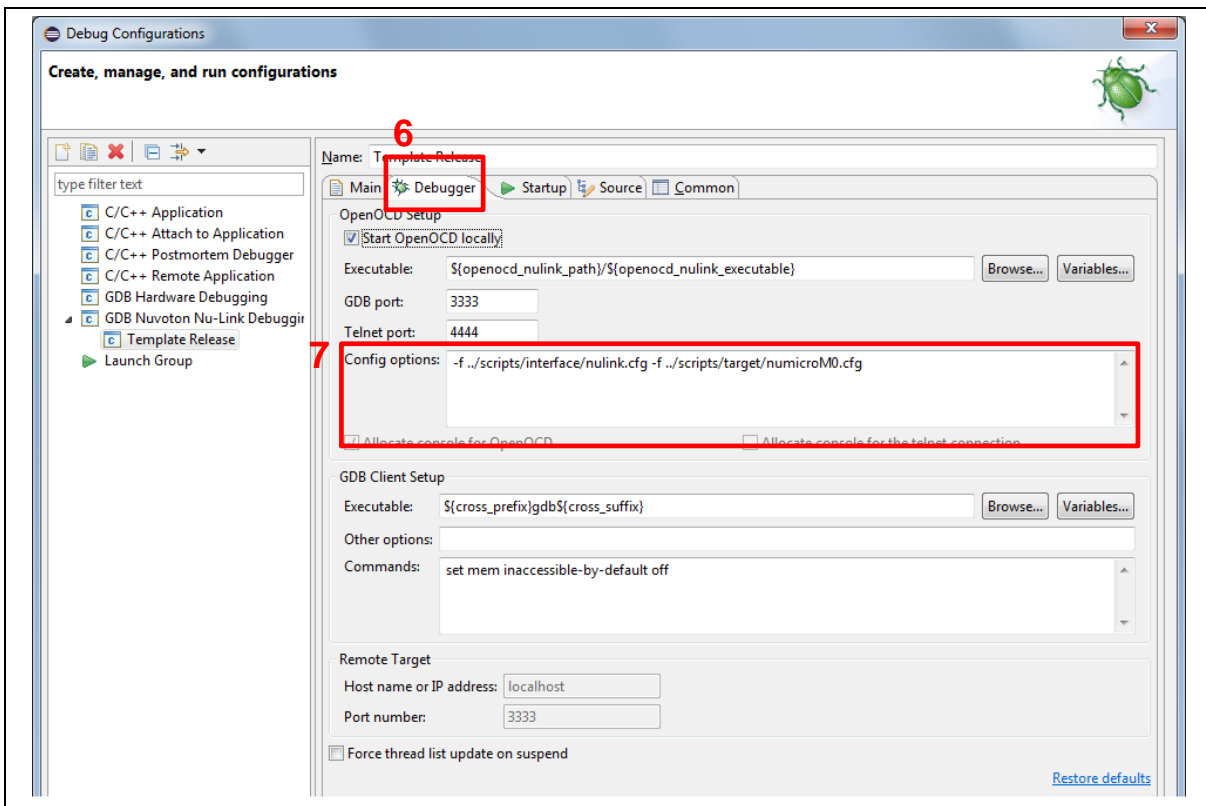 Debug Configurations
Create, manage, and run configurations
6
type filter text
C/C++ Application
C/C++ Attach to Application
C/C++ Postmortem Debugger
C/C++ Remote Application
GDB Hardware Debugging
GDB Nuvoton Nu-Link Debuggin
Template Release
Launch Group
Name: Template Release
Main Debugger Startup Source Common
OpenOCD Setup
Start OpenOCD locally
Executable: ${openocd_nulink_path}/${openocd_nulink_executable} Browse... Variables...
GDB port: 3333
Telnet port: 4444
7
Config options: -f ../scripts/interface/nulink.cfg -f ../scripts/target/numicroM0.cfg
Allocate console for OpenOCD Allocate console for the telnet connection
GDB Client Setup
Executable: ${cross_prefix}gdb${cross_suffix} Browse... Variables...
Other options:
Commands: set mem inaccessible-by-default off
Remote Target
Host name or IP address: localhost
Port number: 3333
Force thread list update on suspend
Restore defaults